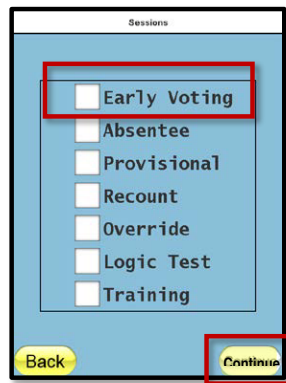 Sessions
Early Voting
Absentee
Provisional
Recount
Override
Logic Test
Training
Back
Continue